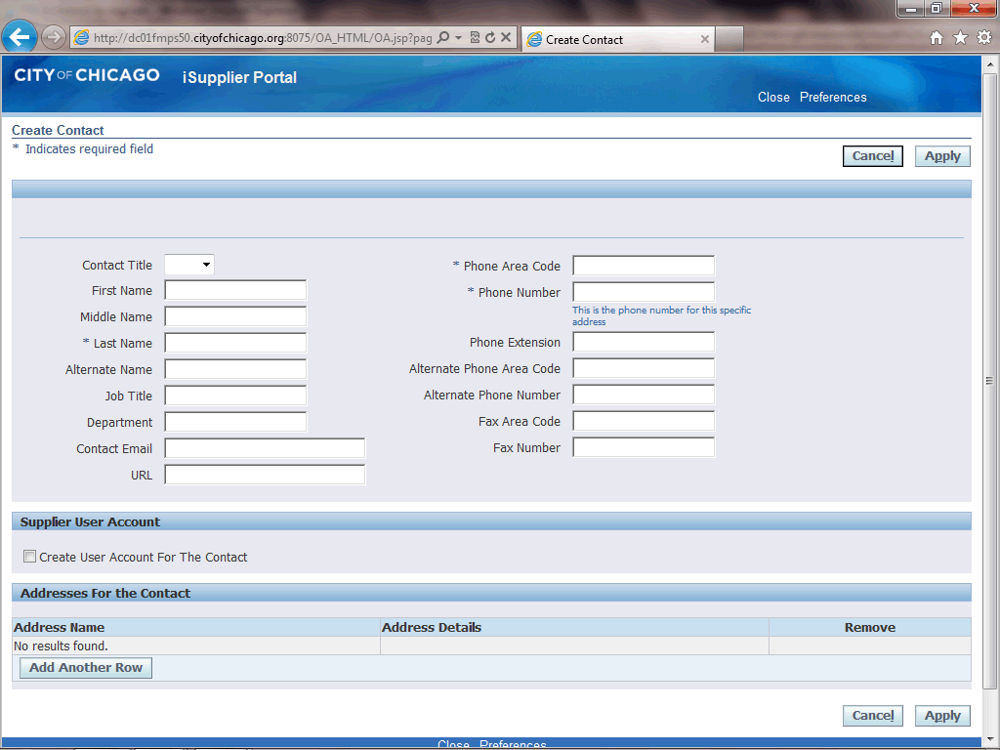 http://dc01fmps50.cityofchicago.org:8075/OA_HTML/OA.jsp?pag
Create Contact
CITY OF CHICAGO iSupplier Portal
Close Preferences
Create Contact
* Indicates required field
Cancel Apply
Contact Title
First Name
Middle Name
* Last Name
Alternate Name
Job Title
Department
Contact Email
URL
* Phone Area Code
* Phone Number
This is the phone number for this specific
address
Phone Extension
Alternate Phone Area Code
Alternate Phone Number
Fax Area Code
Fax Number
Supplier User Account
Create User Account For The Contact
Addresses For the Contact
Address Name Address Details Remove
No results found.
Add Another Row
Cancel Apply
Close Preferences